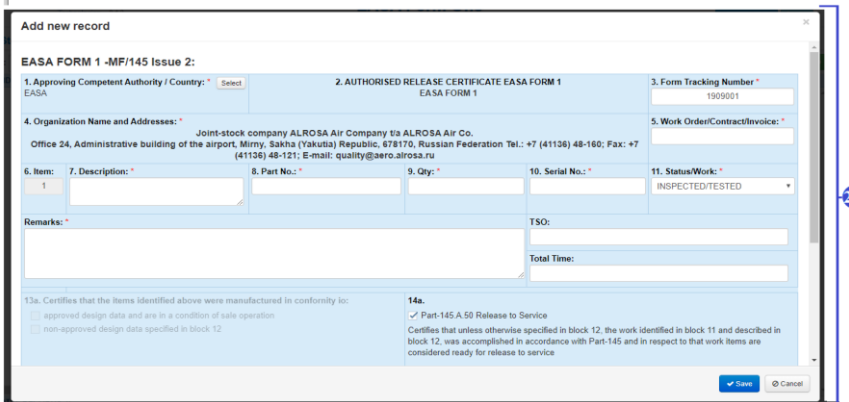 Add new record
×
EASA FORM 1 -MF/145 Issue 2:
1. Approving Competent Authority / Country: * Select
EASA
2. AUTHORISED RELEASE CERTIFICATE EASA FORM 1
EASA FORM 1
3. Form Tracking Number *
1909001
4. Organization Name and Addresses: *
Joint-stock company ALROSA Air Company t/a ALROSA Air Co.
Office 24, Administrative building of the airport, Mirny, Sakha (Yakutia) Republic, 678170, Russian Federation Tel.: +7 (41136) 48-160; Fax: +7
(41136) 48-121; E-mail: quality@aero.alrosa.ru
5. Work Order/Contract/Invoice: *
6. Item: 7. Description: * 8. Part No.: * 9. Qty: * 10. Serial No.: * 11. Status/Work: *
1 INSPECTED/TESTED
Remarks: *
TSO:
Total Time:
13a. Certifies that the items identified above were manufactured in conformity io:
approved design data and are in a condition of sale operation
non-approved design data specified in block 12
14a.
Part-145.A.50 Release to Service
Certifies that unless otherwise specified in block 12, the work identified in block 11 and described in
block 12, was accomplished in accordance with Part-145 and in respect to that work items are
considered ready for release to service
Save Cancel